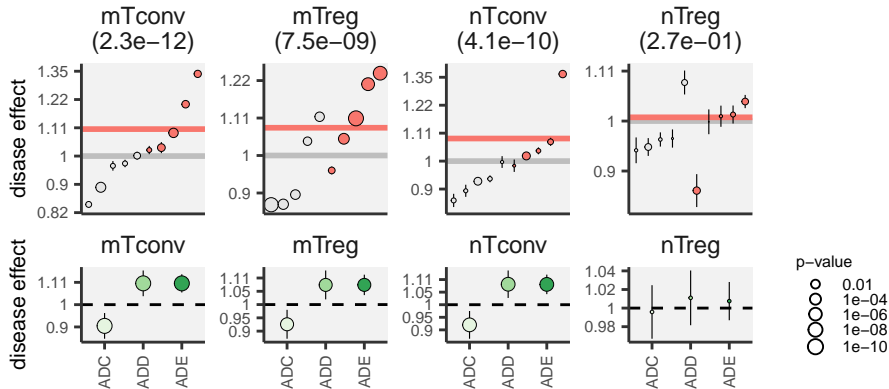 mTconv
(2.3e−12)
mTreg
(7.5e−09)
nTconv
(4.1e−10)
nTreg
(2.7e−01)
disase effect
1.35
1.22
1.11
1
0.9
0.82
1.22
1.11
1
0.9
1.35
1.22
1.11
1
0.9
1.11
1
0.9
mTconv
mTreg
nTconv
nTreg
disease effect
1.11
1
0.9
1.11
1.05
1
0.95
0.9
1.11
1.05
1
0.95
0.9
1.04
1.02
1
0.98
ADC
ADD
ADE
ADC
ADD
ADE
ADC
ADD
ADE
ADC
ADD
ADE
p−value
0.01
1e−04
1e−06
1e−08
1e−10